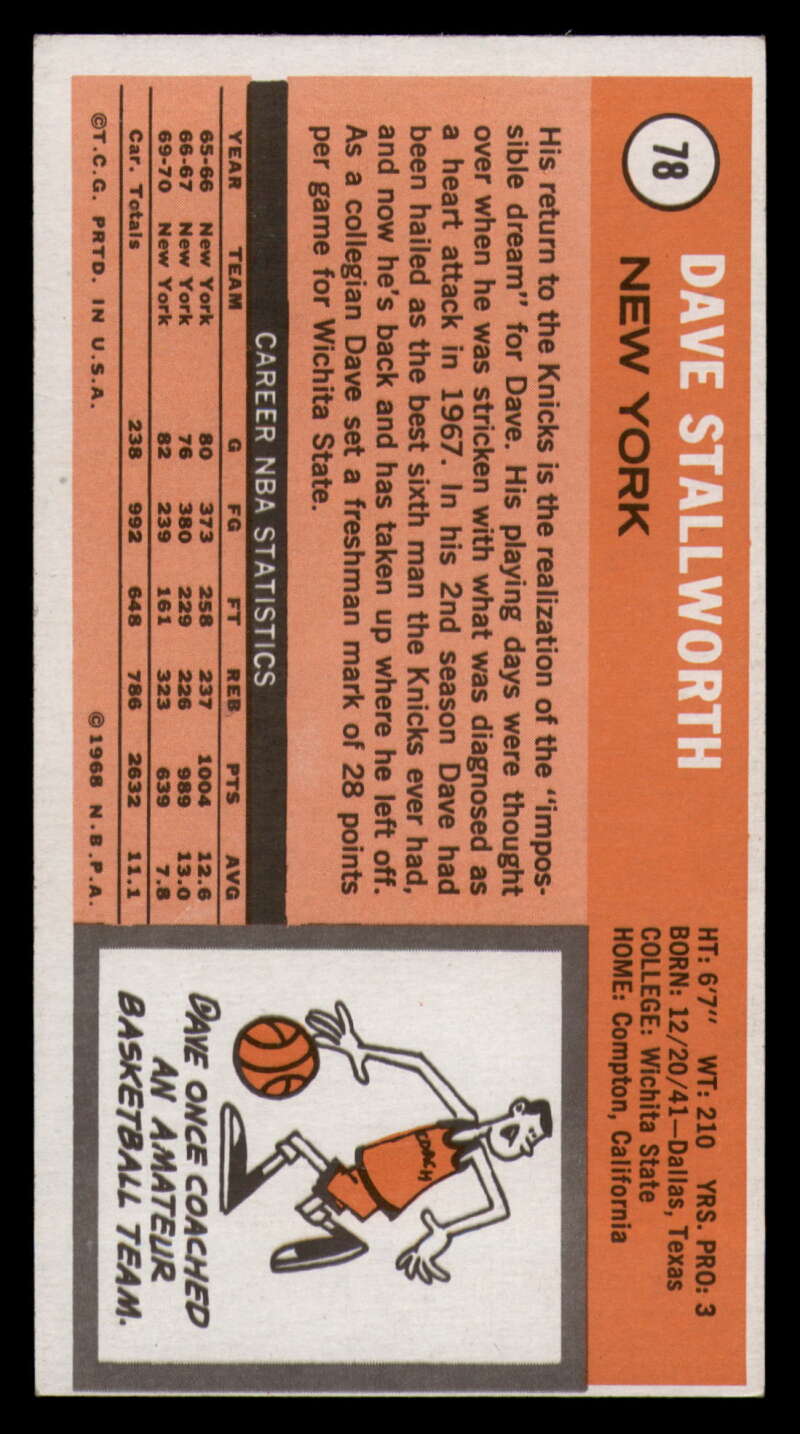 78
DAVE STALLWORTH
NEW YORK
HT: 6'7" WT: 210 YRS. PRO: 3
BORN: 12/20/41—Dallas, Texas
COLLEGE: Wichita State
HOME: Compton, California
His return to the Knicks is the realization of the "impos-
sible dream" for Dave. His playing days were thought
over when he was stricken with what was diagnosed as
a heart attack in 1967. In his 2nd season Dave had
been hailed as the best sixth man the Knicks ever had,
and now he's back and has taken up where he left off.
As a collegian Dave set a freshman mark of 28 points
per game for Wichita State.
CAREER NBA STATISTICS
YEAR TEAM G FG FT REB PTS AVG
65-66 New York 80 373 258 237 1004 12.6
66-67 New York 76 380 229 226 989 13.0
69-70 New York 82 239 161 323 639 7.8
Car. Totals 238 992 648 786 2632 11.1
©T.C.G. PRTD. IN U.S.A. ©1968 N.B.P.A.
COACH
DAVE ONCE COACHED
AN AMATEUR
BASKETBALL TEAM.